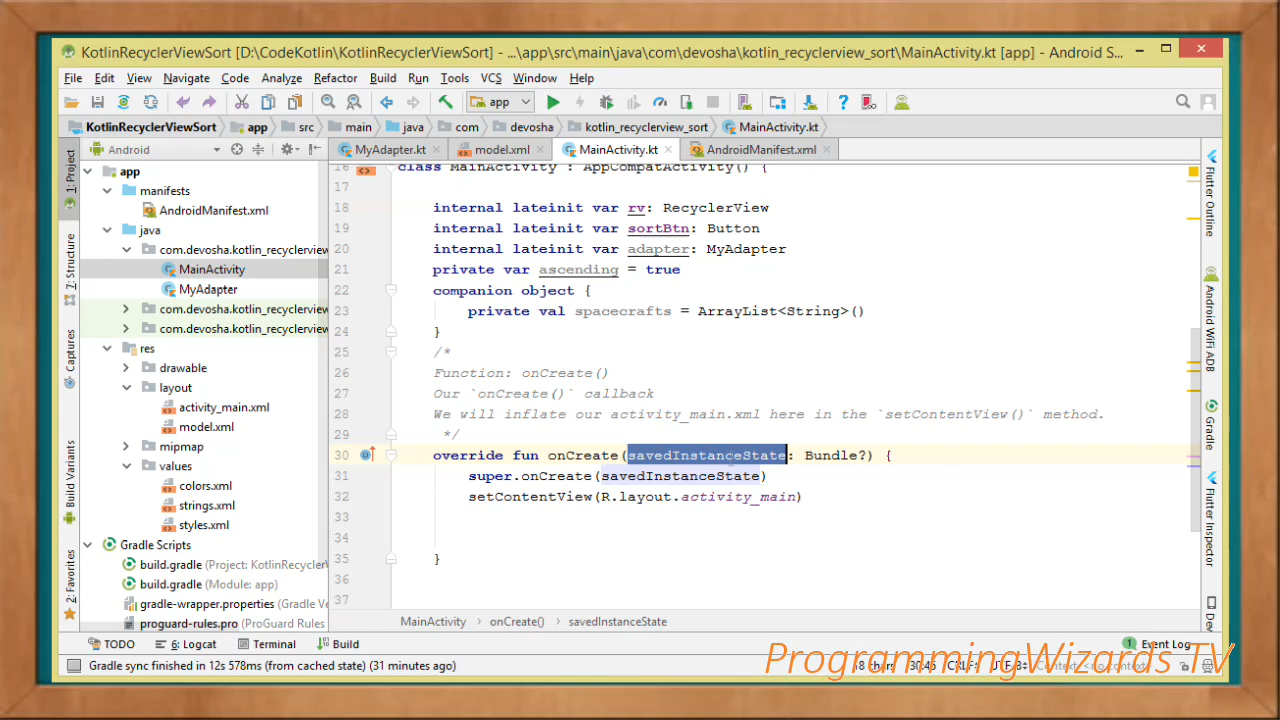 KotlinRecyclerViewSort [D:\CodeKotlin\KotlinRecyclerViewSort] - ...\app\src\main\java\com\devosha\kotlin_recyclerview_sort\MainActivity.kt [app] - Android S...
File Edit View Navigate Code Analyze Refactor Build Run Tools VCS Window Help
app
KotlinRecyclerViewSort app src main java com devosha kotlin_recyclerview_sort MainActivity.kt
Android
MyAdapter.kt model.xml MainActivity.kt AndroidManifest.xml
1: Project
7: Structure
Captures
Build Variants
2: Favorites
app
manifests
AndroidManifest.xml
java
com.devosha.kotlin_recyclerview
MainActivity
MyAdapter
com.devosha.kotlin_recyclerview
com.devosha.kotlin_recyclerview
res
drawable
layout
activity_main.xml
model.xml
mipmap
values
colors.xml
strings.xml
styles.xml
Gradle Scripts
build.gradle (Project: KotlinRecycler
build.gradle (Module: app)
gradle-wrapper.properties (Gradle Ve
proguard-rules.pro (ProGuard Rules
16 class MainActivity : AppCompatActivity() {
17
18 internal lateinit var rv: RecyclerView
19 internal lateinit var sortBtn: Button
20 internal lateinit var adapter: MyAdapter
21 private var ascending = true
22 companion object {
23 private val spacecrafts = ArrayList<String>()
24 }
25 /*
26 Function: onCreate()
27 Our `onCreate()` callback
28 We will inflate our activity_main.xml here in the `setContentView()` method.
29 */
30 override fun onCreate(savedInstanceState: Bundle?) {
31 super.onCreate(savedInstanceState)
32 setContentView(R.layout.activity_main)
33
34
35 }
36
37
MainActivity onCreate() savedInstanceState
Flutter Outline
Android WiFi ADB
Gradle
Flutter Inspector
TODO 6: Logcat Terminal Build
Event Log
1
Gradle sync finished in 12s 578ms (from cached state) (31 minutes ago)
ProgrammingWizards TV